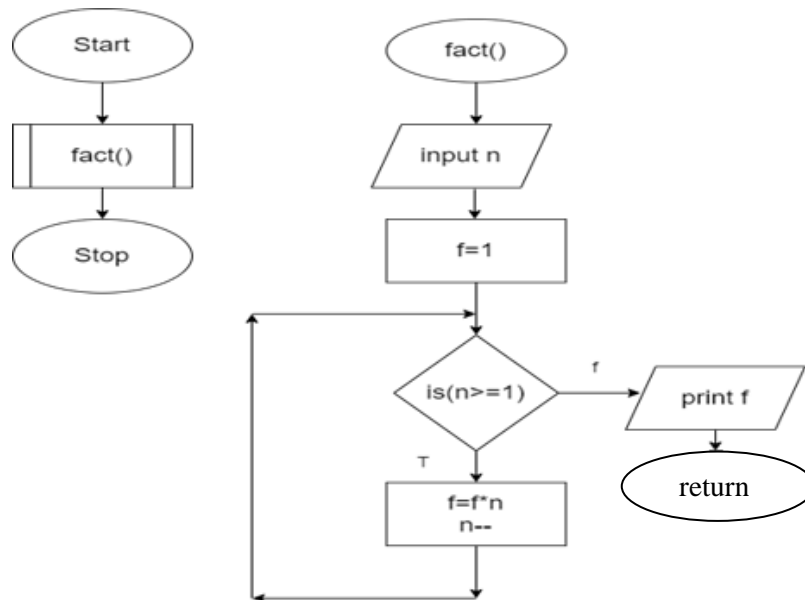 Start
fact()
Stop
fact()
input n
f=1
is(n>=1)
f
print f
return
T
f=f*n
n--